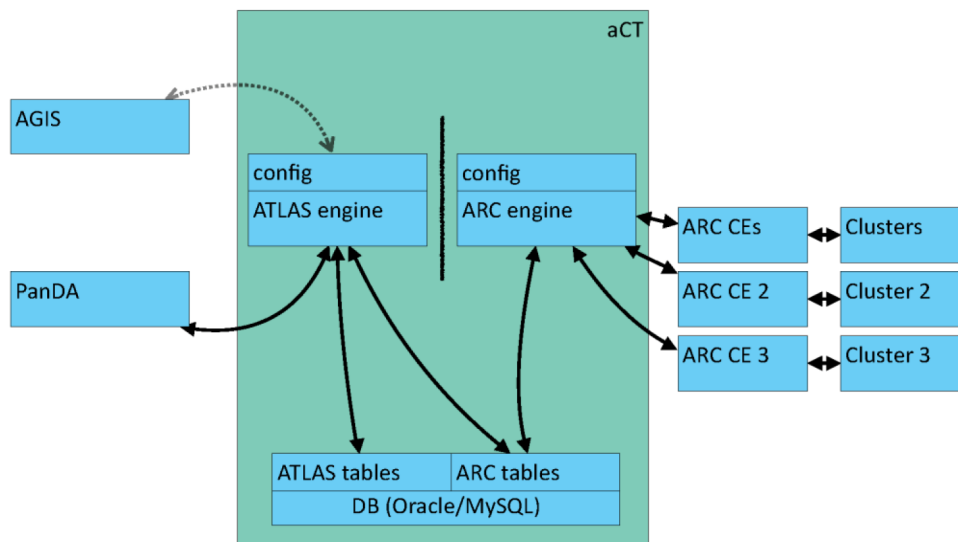 aCT
AGIS
config
ATLAS engine
config
ARC engine
PanDA
ARC CEs
Clusters
ARC CE 2
Cluster 2
ARC CE 3
Cluster 3
ATLAS tables
ARC tables
DB (Oracle/MySQL)